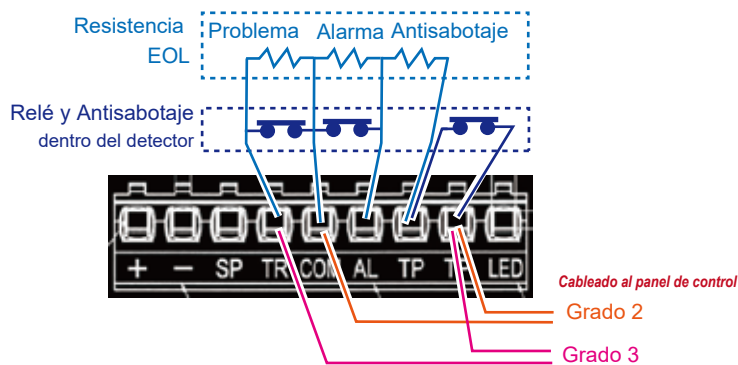 Resistencia
EOL
Problema Alarma Antisabotaje
Relé y Antisabotaje
dentro del detector
+ − SP TR COM AL TP LED
Cableado al panel de control
Grado 2
Grado 3